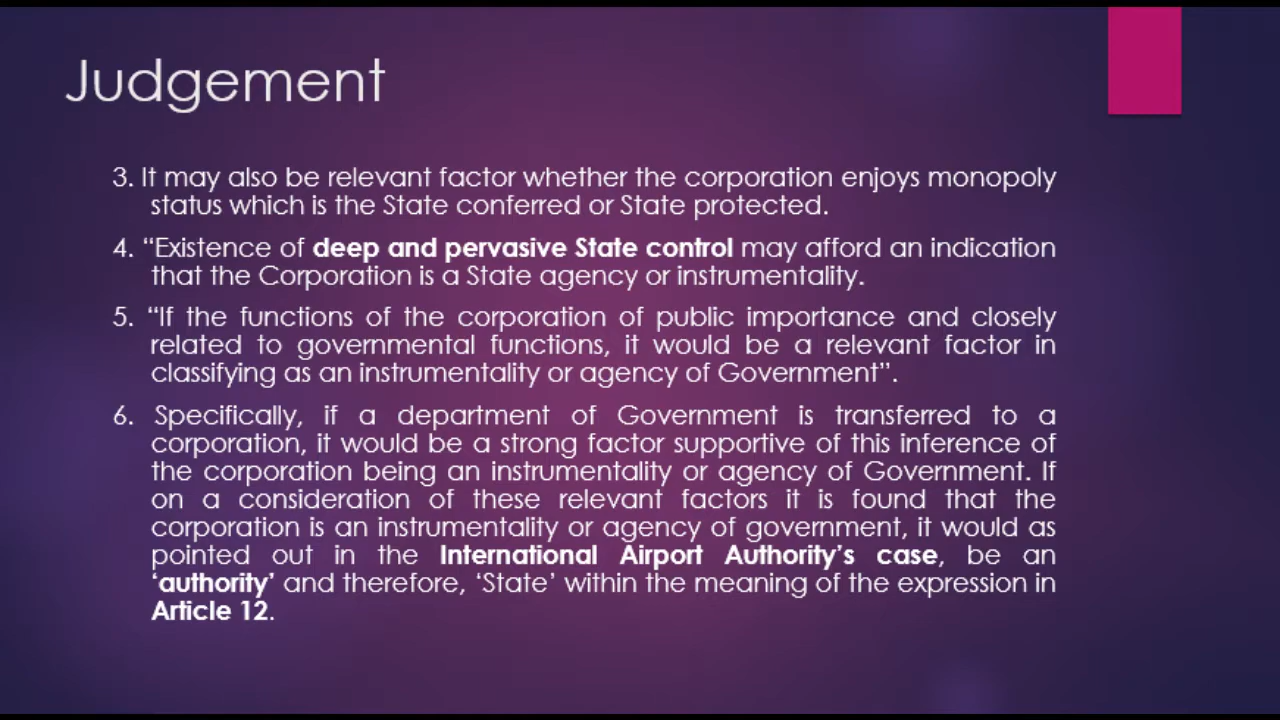 Judgement
3. It may also be relevant factor whether the corporation enjoys monopoly
status which is the State conferred or State protected.
4. “Existence of deep and pervasive State control may afford an indication
that the Corporation is a State agency or instrumentality.
5. “If the functions of the corporation of public importance and closely
related to governmental functions, it would be a relevant factor in
classifying as an instrumentality or agency of Government”.
6. Specifically, if a department of Government is transferred to a
corporation, it would be a strong factor supportive of this inference of
the corporation being an instrumentality or agency of Government. If
on a consideration of these relevant factors it is found that the
corporation is an instrumentality or agency of government, it would as
pointed out in the International Airport Authority’s case, be an
‘authority’ and therefore, ‘State’ within the meaning of the expression in
Article 12.